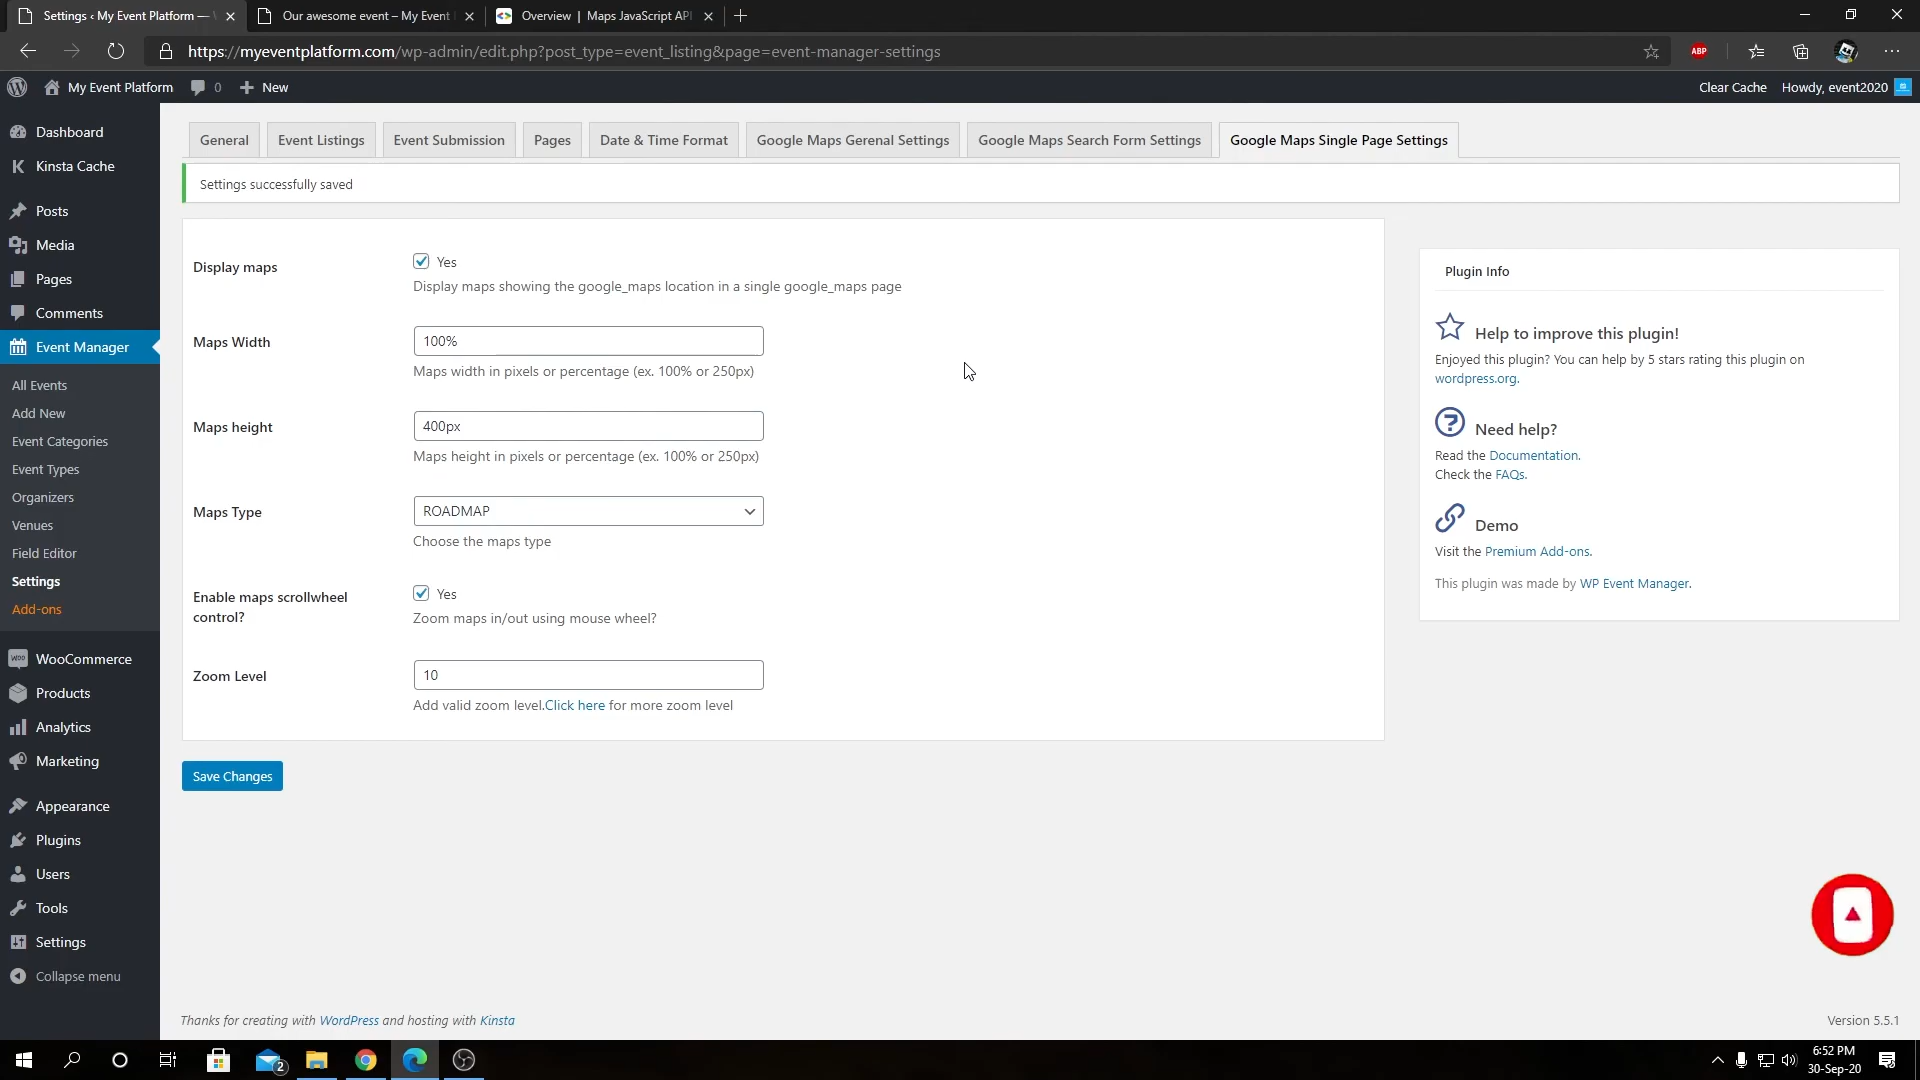 Settings ‹ My Event Platform —
Our awesome event – My Event
Overview | Maps JavaScript API
https://myeventplatform.com/wp-admin/edit.php?post_type=event_listing&page=event-manager-settings
ABP
My Event Platform
0
New
Clear Cache
Howdy, event2020
Dashboard
Kinsta Cache
Posts
Media
Pages
Comments
Event Manager
All Events
Add New
Event Categories
Event Types
Organizers
Venues
Field Editor
Settings
Add-ons
WooCommerce
Products
Analytics
Marketing
Appearance
Plugins
Users
Tools
Settings
Collapse menu
General
Event Listings
Event Submission
Pages
Date & Time Format
Google Maps Gerenal Settings
Google Maps Search Form Settings
Google Maps Single Page Settings
Settings successfully saved
Display maps
Yes
Display maps showing the google_maps location in a single google_maps page
Maps Width
100%
Maps width in pixels or percentage (ex. 100% or 250px)
Maps height
400px
Maps height in pixels or percentage (ex. 100% or 250px)
Maps Type
ROADMAP
Choose the maps type
Enable maps scrollwheel
control?
Yes
Zoom maps in/out using mouse wheel?
Zoom Level
10
Add valid zoom level.Click here for more zoom level
Save Changes
Plugin Info
Help to improve this plugin!
Enjoyed this plugin? You can help by 5 stars rating this plugin on
wordpress.org.
Need help?
Read the Documentation.
Check the FAQs.
Demo
Visit the Premium Add-ons.
This plugin was made by WP Event Manager.
Thanks for creating with WordPress and hosting with Kinsta
Version 5.5.1
2
6:52 PM
30-Sep-20